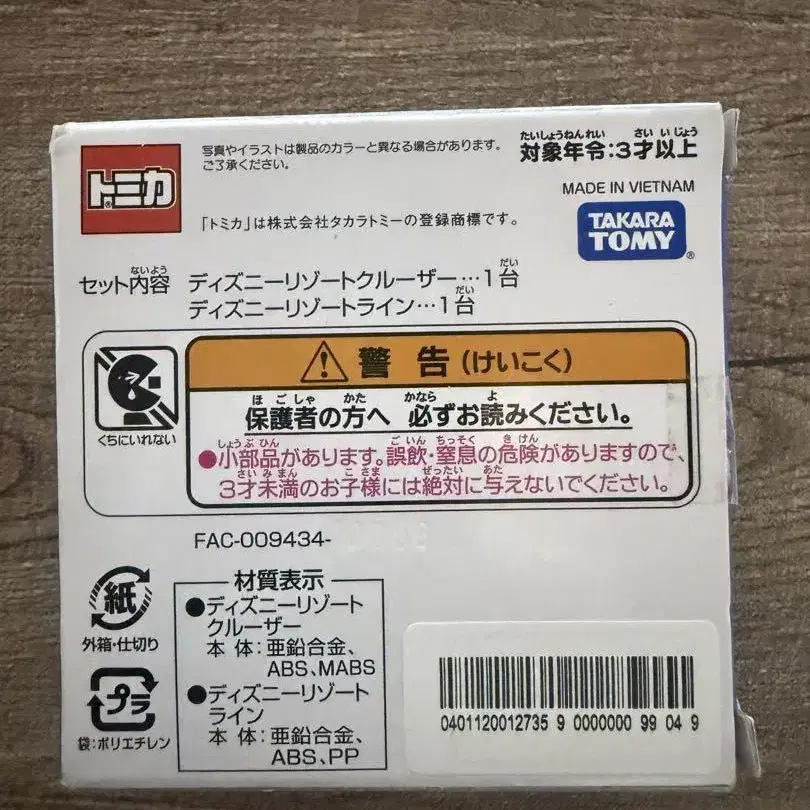 トミカ
写真やイラストは製品のカラーと異なる場合があります。
ご了承ください。
たいしょうねんれい さい いじょう
対象年令:3才以上
MADE IN VIETNAM
「トミカ」は株式会社タカラトミーの登録商標です。
TAKARA
TOMY®
ないよう だい
セット内容 ディズニーリゾートクルーザー…1台
だい
ディズニーリゾートライン…1台
くちにいれない
警告(けいこく)
ほごしゃ かた かなら よ
保護者の方へ 必ずお読みください。
しょうぶひん ごいん ちっそく きけん
●小部品があります。誤飲・窒息の危険がありますので、
さいみまん こさま ぜったい あた
3才未満のお子様には絶対に与えないでください。
FAC-009434-
紙
外箱・仕切り
プラ
袋:ポリエチレン
材質表示
●ディズニーリゾート
クルーザー
本体:亜鉛合金、
ABS、MABS
●ディズニーリゾート
ライン
本体:亜鉛合金、
ABS、PP
0401120012735 9 0000000 99 04 9